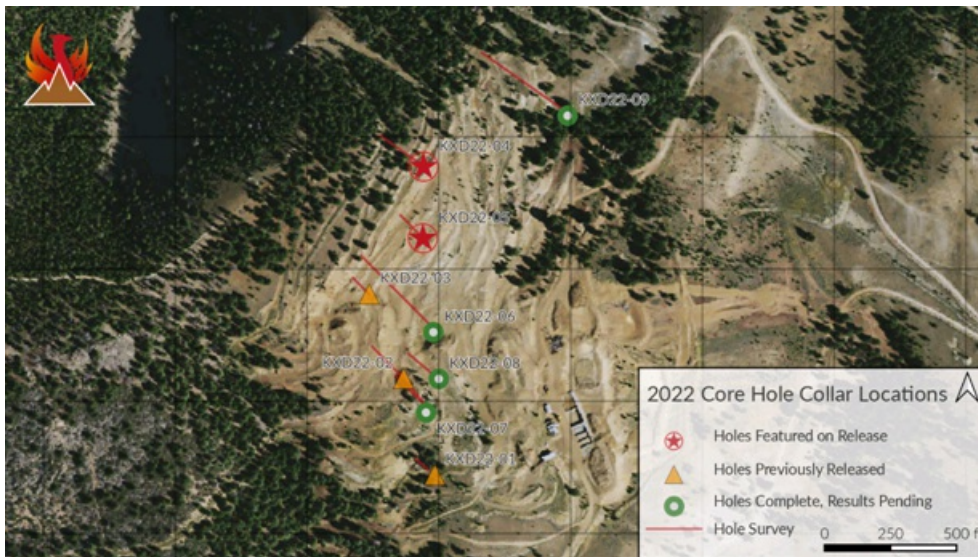 KXD22-09
KXD22-04
KXD22-05
KXD22-03
KXD22-06
KXD22-02
KXD22-08
KXD22-07
KXD22-01
2022 Core Hole Collar Locations
Holes Featured on Release
Holes Previously Released
Holes Complete, Results Pending
Hole Survey
0 250 500 f